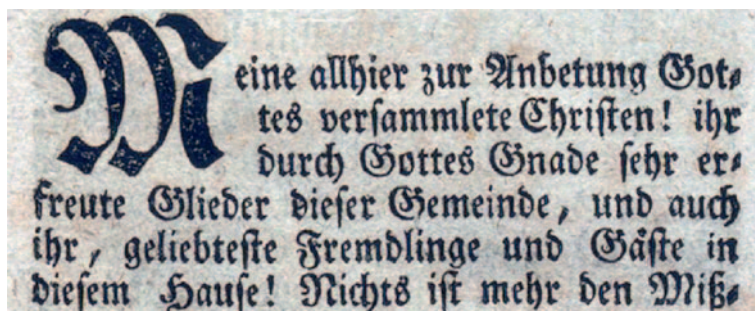 Meine allhier zur Anbetung Got⸗
tes versammlete Christen! ihr
durch Gottes Gnade sehr er⸗
freute Glieder dieser Gemeinde, und auch
ihr, geliebteste Fremdlinge und Gäste in
diesem Hause! Nichts ist mehr den Miß⸗